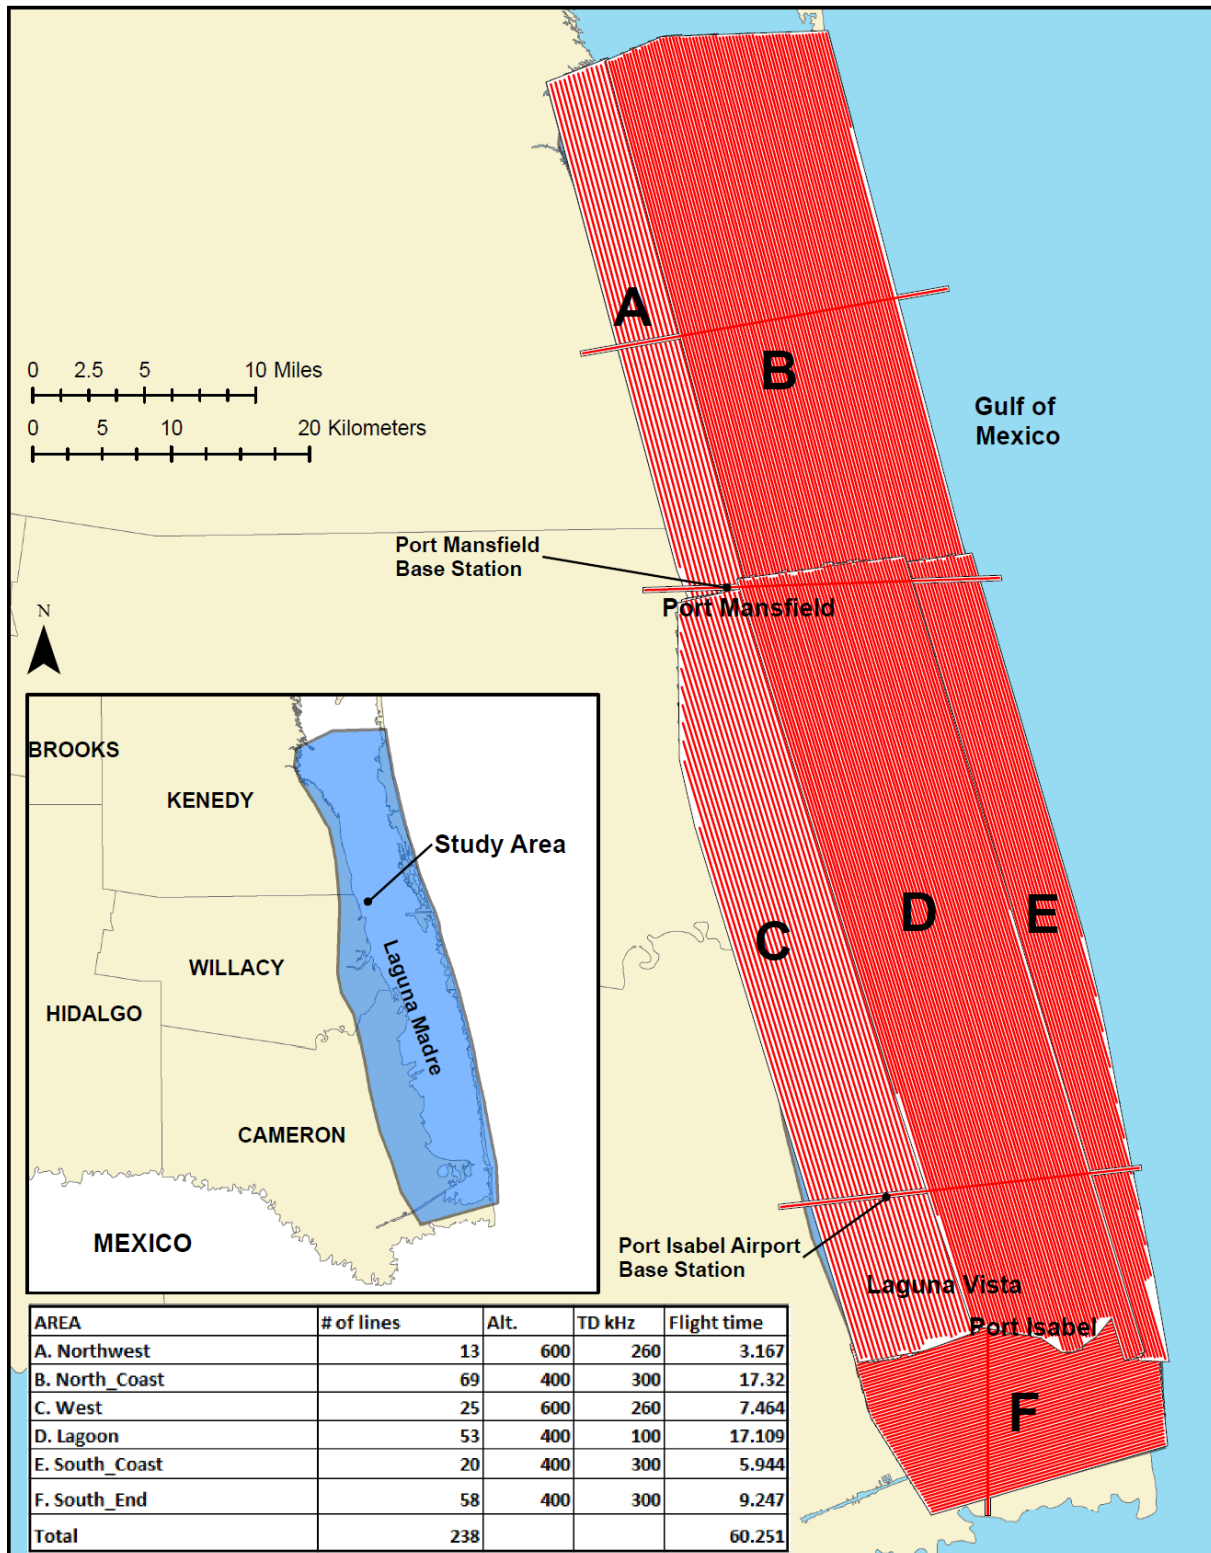 A
B
0 2.5 5 10 Miles
0 5 10 20 Kilometers
Gulf of
Mexico
Port Mansfield
Base Station
Port Mansfield
N
BROOKS
KENEDY
Study Area
WILLACY
Laguna Madre
HIDALGO
CAMERON
MEXICO
C
D
E
Port Isabel Airport
Base Station
Laguna Vista
Port Isabel
F
AREA # of lines Alt. TD kHz Flight time
A. Northwest 13 600 260 3.167
B. North_Coast 69 400 300 17.32
C. West 25 600 260 7.464
D. Lagoon 53 400 100 17.109
E. South_Coast 20 400 300 5.944
F. South_End 58 400 300 9.247
Total 238 60.251